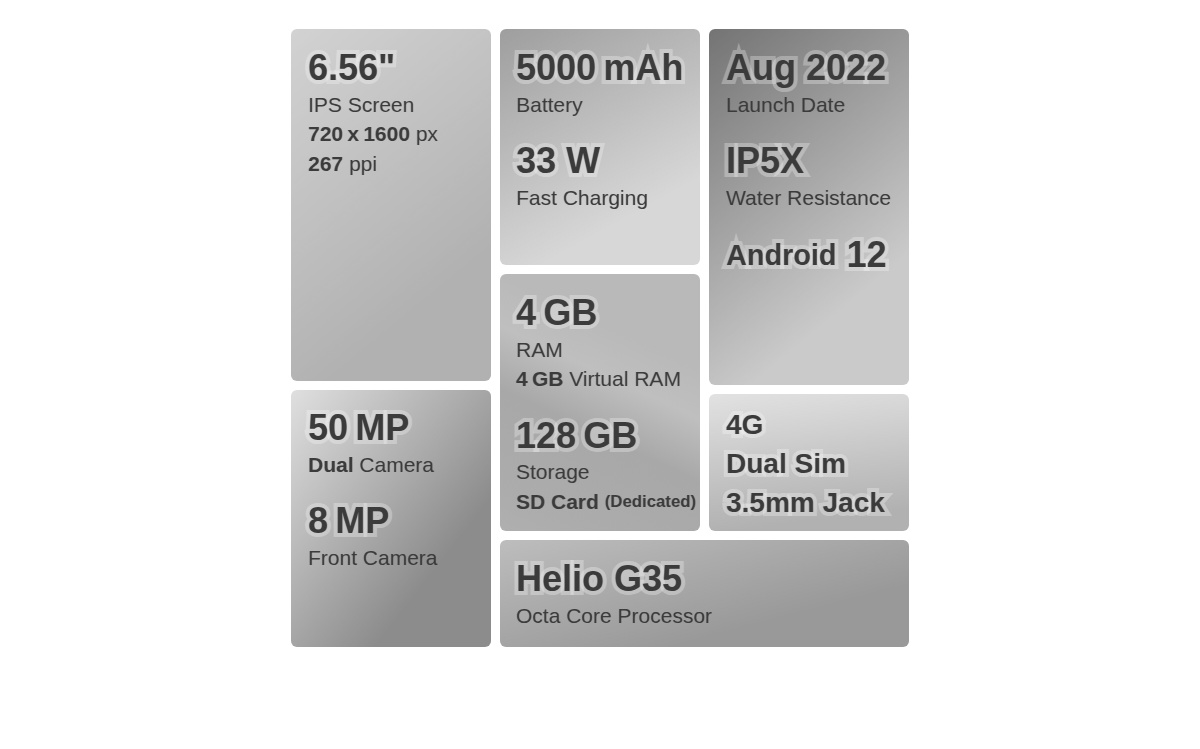 6.56"
IPS Screen
720 x 1600 px
267 ppi
50 MP
Dual Camera
8 MP
Front Camera
5000 mAh
Battery
33 W
Fast Charging
4 GB
RAM
4 GB Virtual RAM
128 GB
Storage
SD Card (Dedicated)
Aug 2022
Launch Date
IP5X
Water Resistance
Android 12
4G
Dual Sim
3.5mm Jack
Helio G35
Octa Core Processor